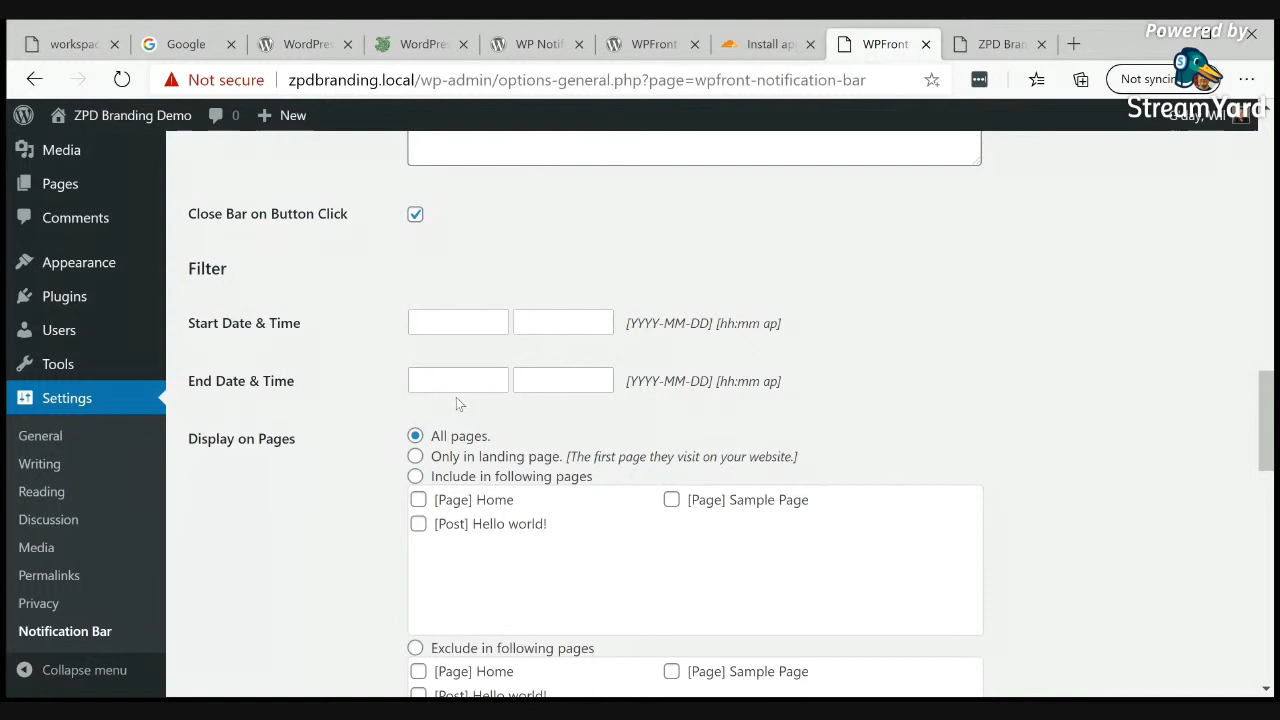 Powered by
workspac
Google
WordPre
WordPre
WP Notif
WPFront
Install ap
WPFront
ZPD Bran
Not secure
zpdbranding.local/wp-admin/options-general.php?page=wpfront-notification-bar
Not syncin
StreamYard
ZPD Branding Demo
0
New
Media
Pages
Comments
Appearance
Plugins
Users
Tools
Settings
General
Writing
Reading
Discussion
Media
Permalinks
Privacy
Notification Bar
Collapse menu
Close Bar on Button Click
Filter
Start Date & Time
[YYYY-MM-DD] [hh:mm ap]
End Date & Time
[YYYY-MM-DD] [hh:mm ap]
Display on Pages
All pages.
Only in landing page. [The first page they visit on your website.]
Include in following pages
[Page] Home
[Page] Sample Page
[Post] Hello world!
Exclude in following pages
[Page] Home
[Page] Sample Page
[Post] Hello world!